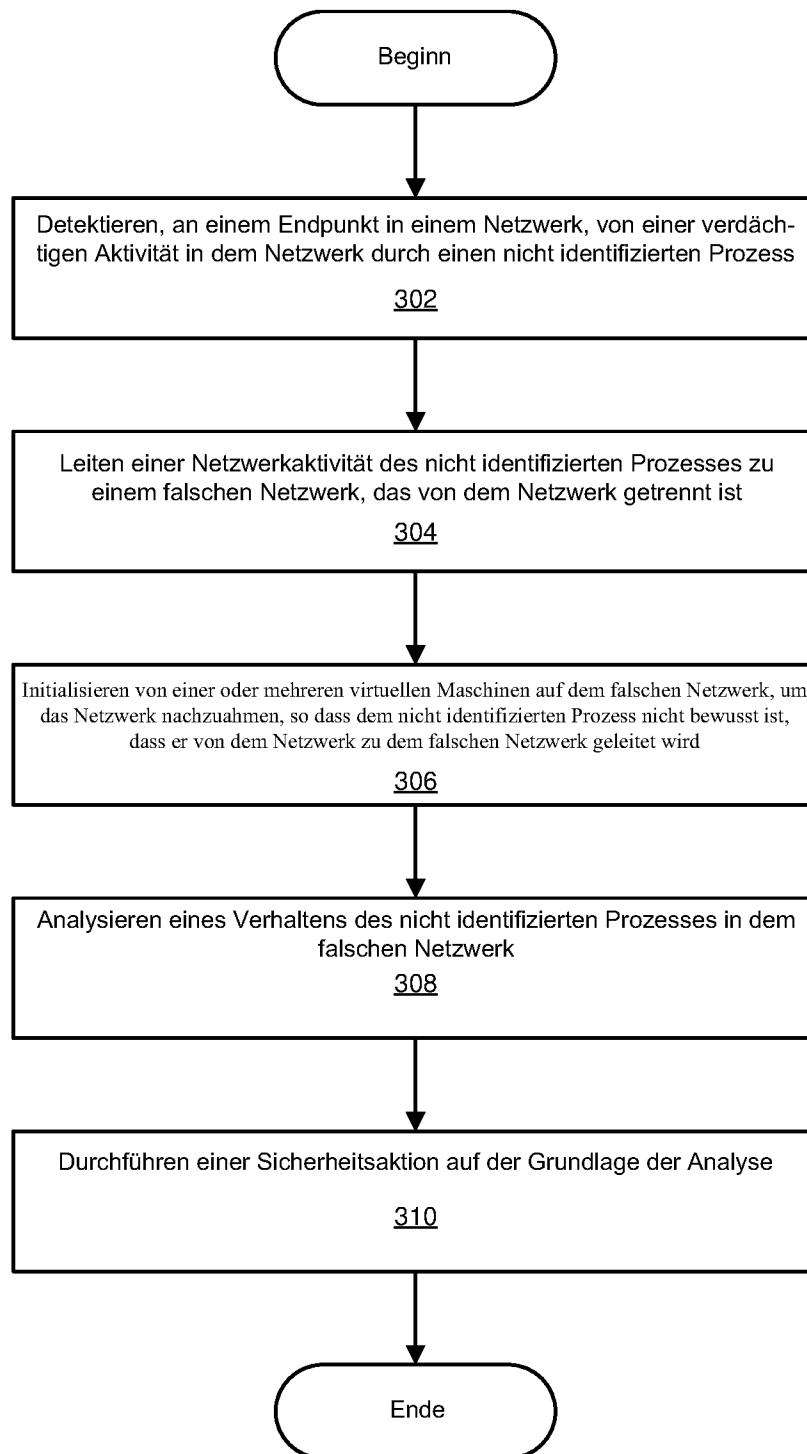 Beginn
Detektieren, an einem Endpunkt in einem Netzwerk, von einer verdäch-
tigen Aktivität in dem Netzwerk durch einen nicht identifizierten Prozess
302
Leiten einer Netzwerkaktivität des nicht identifizierten Prozesses zu
einem falschen Netzwerk, das von dem Netzwerk getrennt ist
304
Initialisieren von einer oder mehreren virtuellen Maschinen auf dem falschen Netzwerk, um
das Netzwerk nachzuahmen, so dass dem nicht identifizierten Prozess nicht bewusst ist,
dass er von dem Netzwerk zu dem falschen Netzwerk geleitet wird
306
Analysieren eines Verhaltens des nicht identifizierten Prozesses in dem
falschen Netzwerk
308
Durchführen einer Sicherheitsaktion auf der Grundlage der Analyse
310
Ende